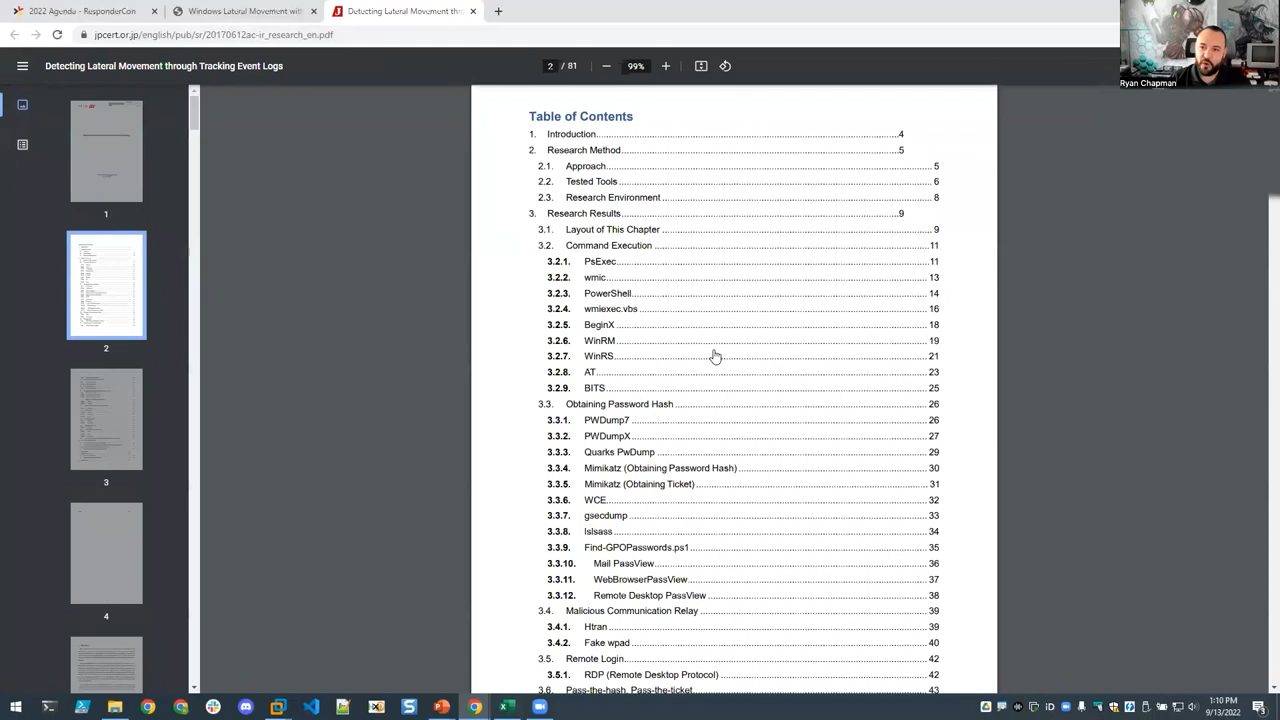 2022 Agenda - ResponderCon
Windows Lateral Movement with
Detecting Lateral Movement thr
jpcert.or.jp/english/pub/sr/20170612ac-ir_research_en.pdf
Ryan Chapman
Detecting Lateral Movement through Tracking Event Logs
2 / 81
99%
Table of Contents
1. Introduction 4
2. Research Method 5
2.1. Approach 5
2.2. Tested Tools 6
2.3. Research Environment 8
3. Research Results 9
3.1. Layout of This Chapter 9
3.2. Command Execution 11
3.2.1. PsExec 11
3.2.2. wmic 13
3.2.3. PowerShell 14
3.2.4. wmiexec.vbs 16
3.2.5. BeginX 18
3.2.6. WinRM 19
3.2.7. WinRS 21
3.2.8. AT 23
3.2.9. BITS 25
3.3. Obtaining Password Hash 26
3.3.1. PWDump7 26
3.3.2. PWDumpX 27
3.3.3. Quarks PwDump 29
3.3.4. Mimikatz (Obtaining Password Hash) 30
3.3.5. Mimikatz (Obtaining Ticket) 31
3.3.6. WCE 32
3.3.7. gsecdump 33
3.3.8. lslsass 34
3.3.9. Find-GPOPasswords.ps1 35
3.3.10. Mail PassView 36
3.3.11. WebBrowserPassView 37
3.3.12. Remote Desktop PassView 38
3.4. Malicious Communication Relay 39
3.4.1. Htran 39
3.4.2. Fake wpad 40
3.5. Remote Login 42
3.5.1. RDP (Remote Desktop Protocol) 42
3.6. Pass-the-hash, Pass-the-ticket 43
1
2
3
4
1:10 PM
9/13/2022